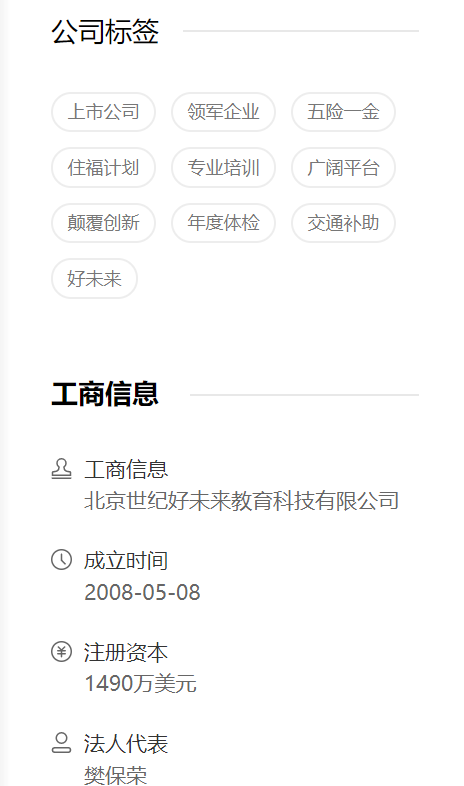 公司标签
上市公司 领军企业 五险一金
住福计划 专业培训 广阔平台
颠覆创新 年度体检 交通补助
好未来
工商信息
工商信息
北京世纪好未来教育科技有限公司
成立时间
2008-05-08
注册资本
1490万美元
法人代表
樊保荣